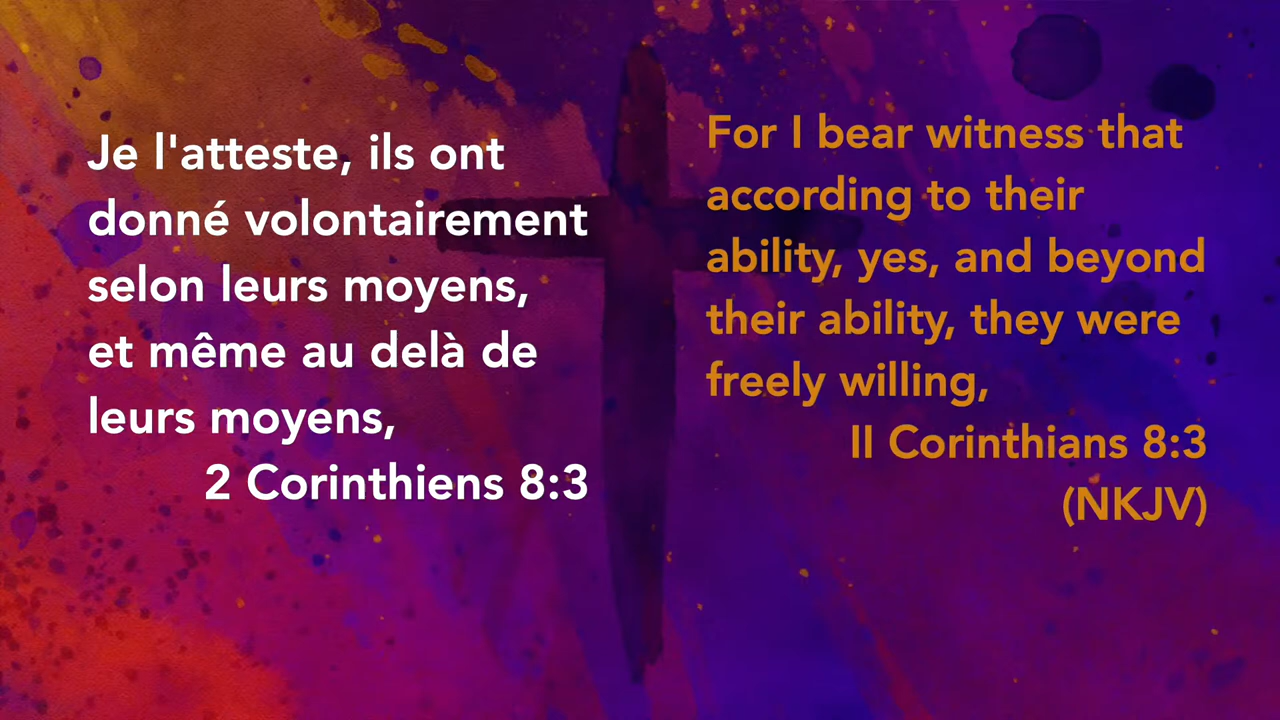 Je l'atteste, ils ont
donné volontairement
selon leurs moyens,
et même au delà de
leurs moyens,
2 Corinthiens 8:3
For I bear witness that
according to their
ability, yes, and beyond
their ability, they were
freely willing,
II Corinthians 8:3
(NKJV)